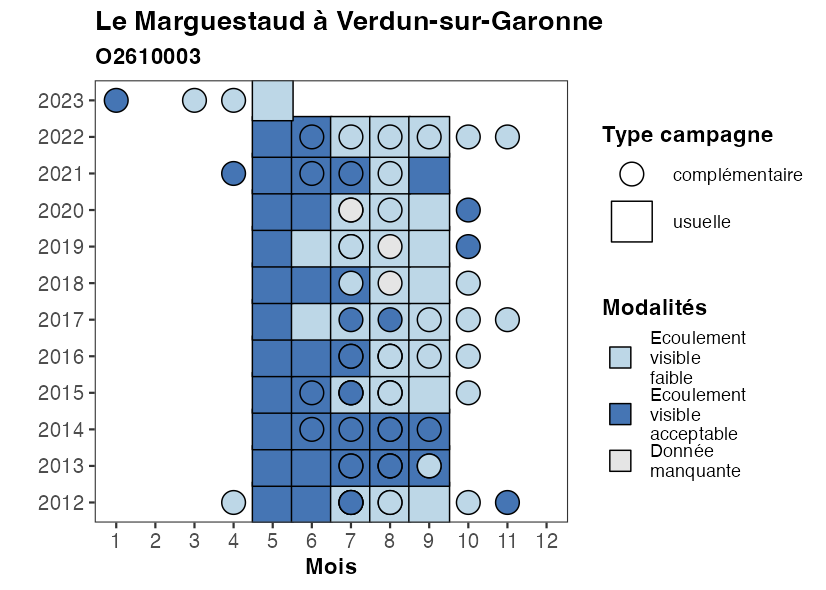 Le Marguestaud à Verdun-sur-Garonne
O2610003
2023
2022
2021
2020
2019
2018
2017
2016
2015
2014
2013
2012
1 2 3 4 5 6 7 8 9 10 11 12
Mois
Type campagne
complémentaire
usuelle
Modalités
Ecoulement
visible
faible
Ecoulement
visible
acceptable
Donnée
manquante